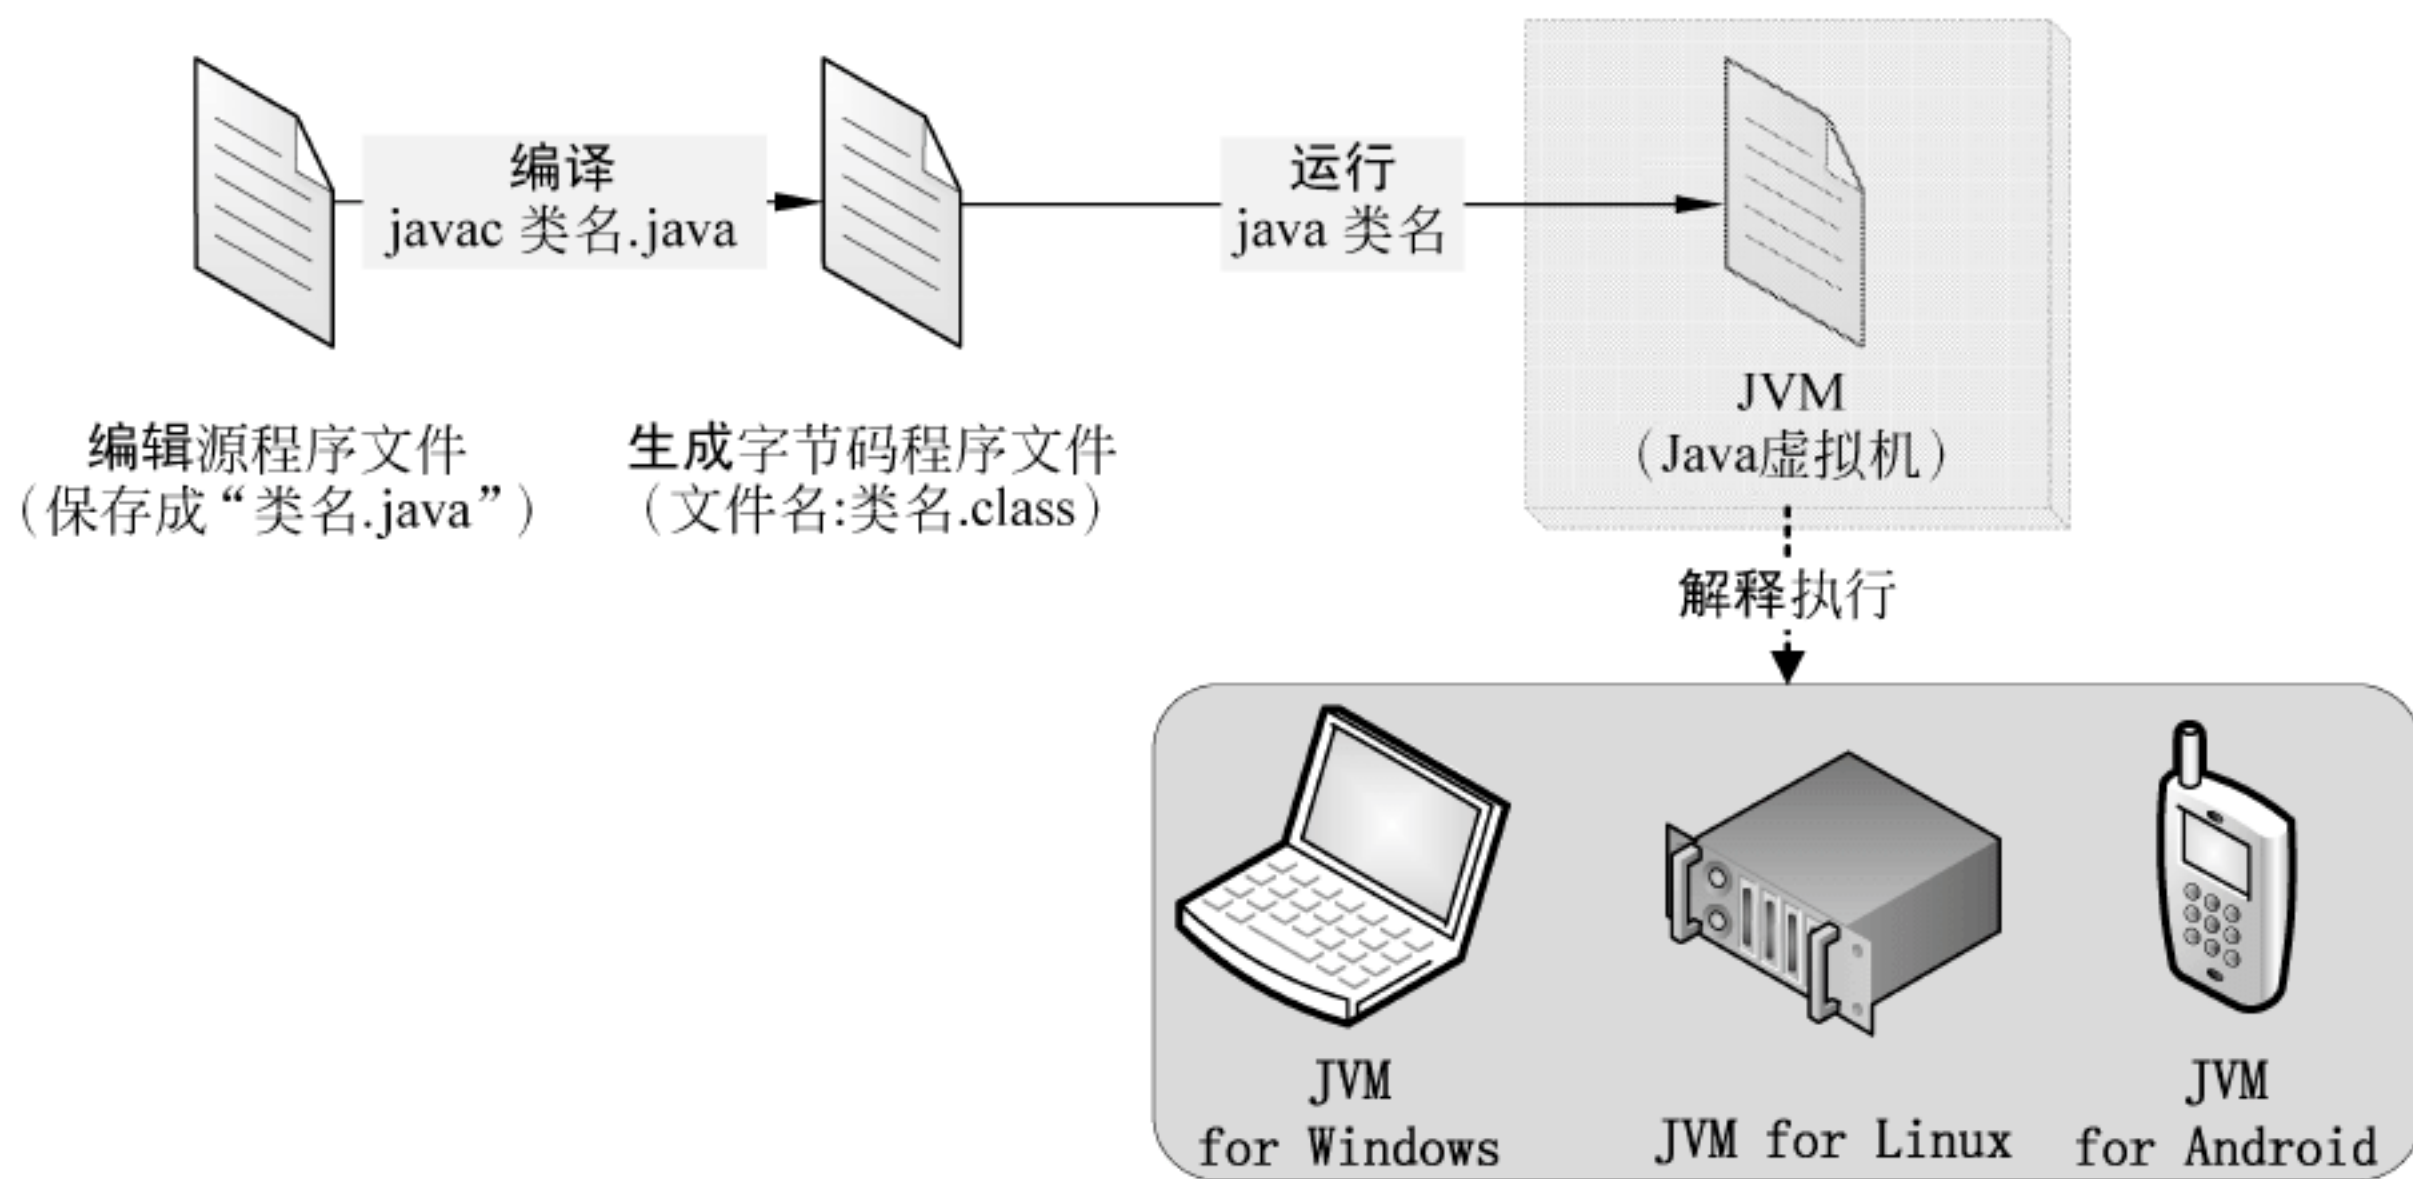 编译
javac 类名.java
运行
java 类名
JVM
（Java虚拟机）
编辑源程序文件
（保存成“类名.java”）
生成字节码程序文件
（文件名:类名.class）
解释执行
JVM
for Windows
JVM for Linux
JVM
for Android